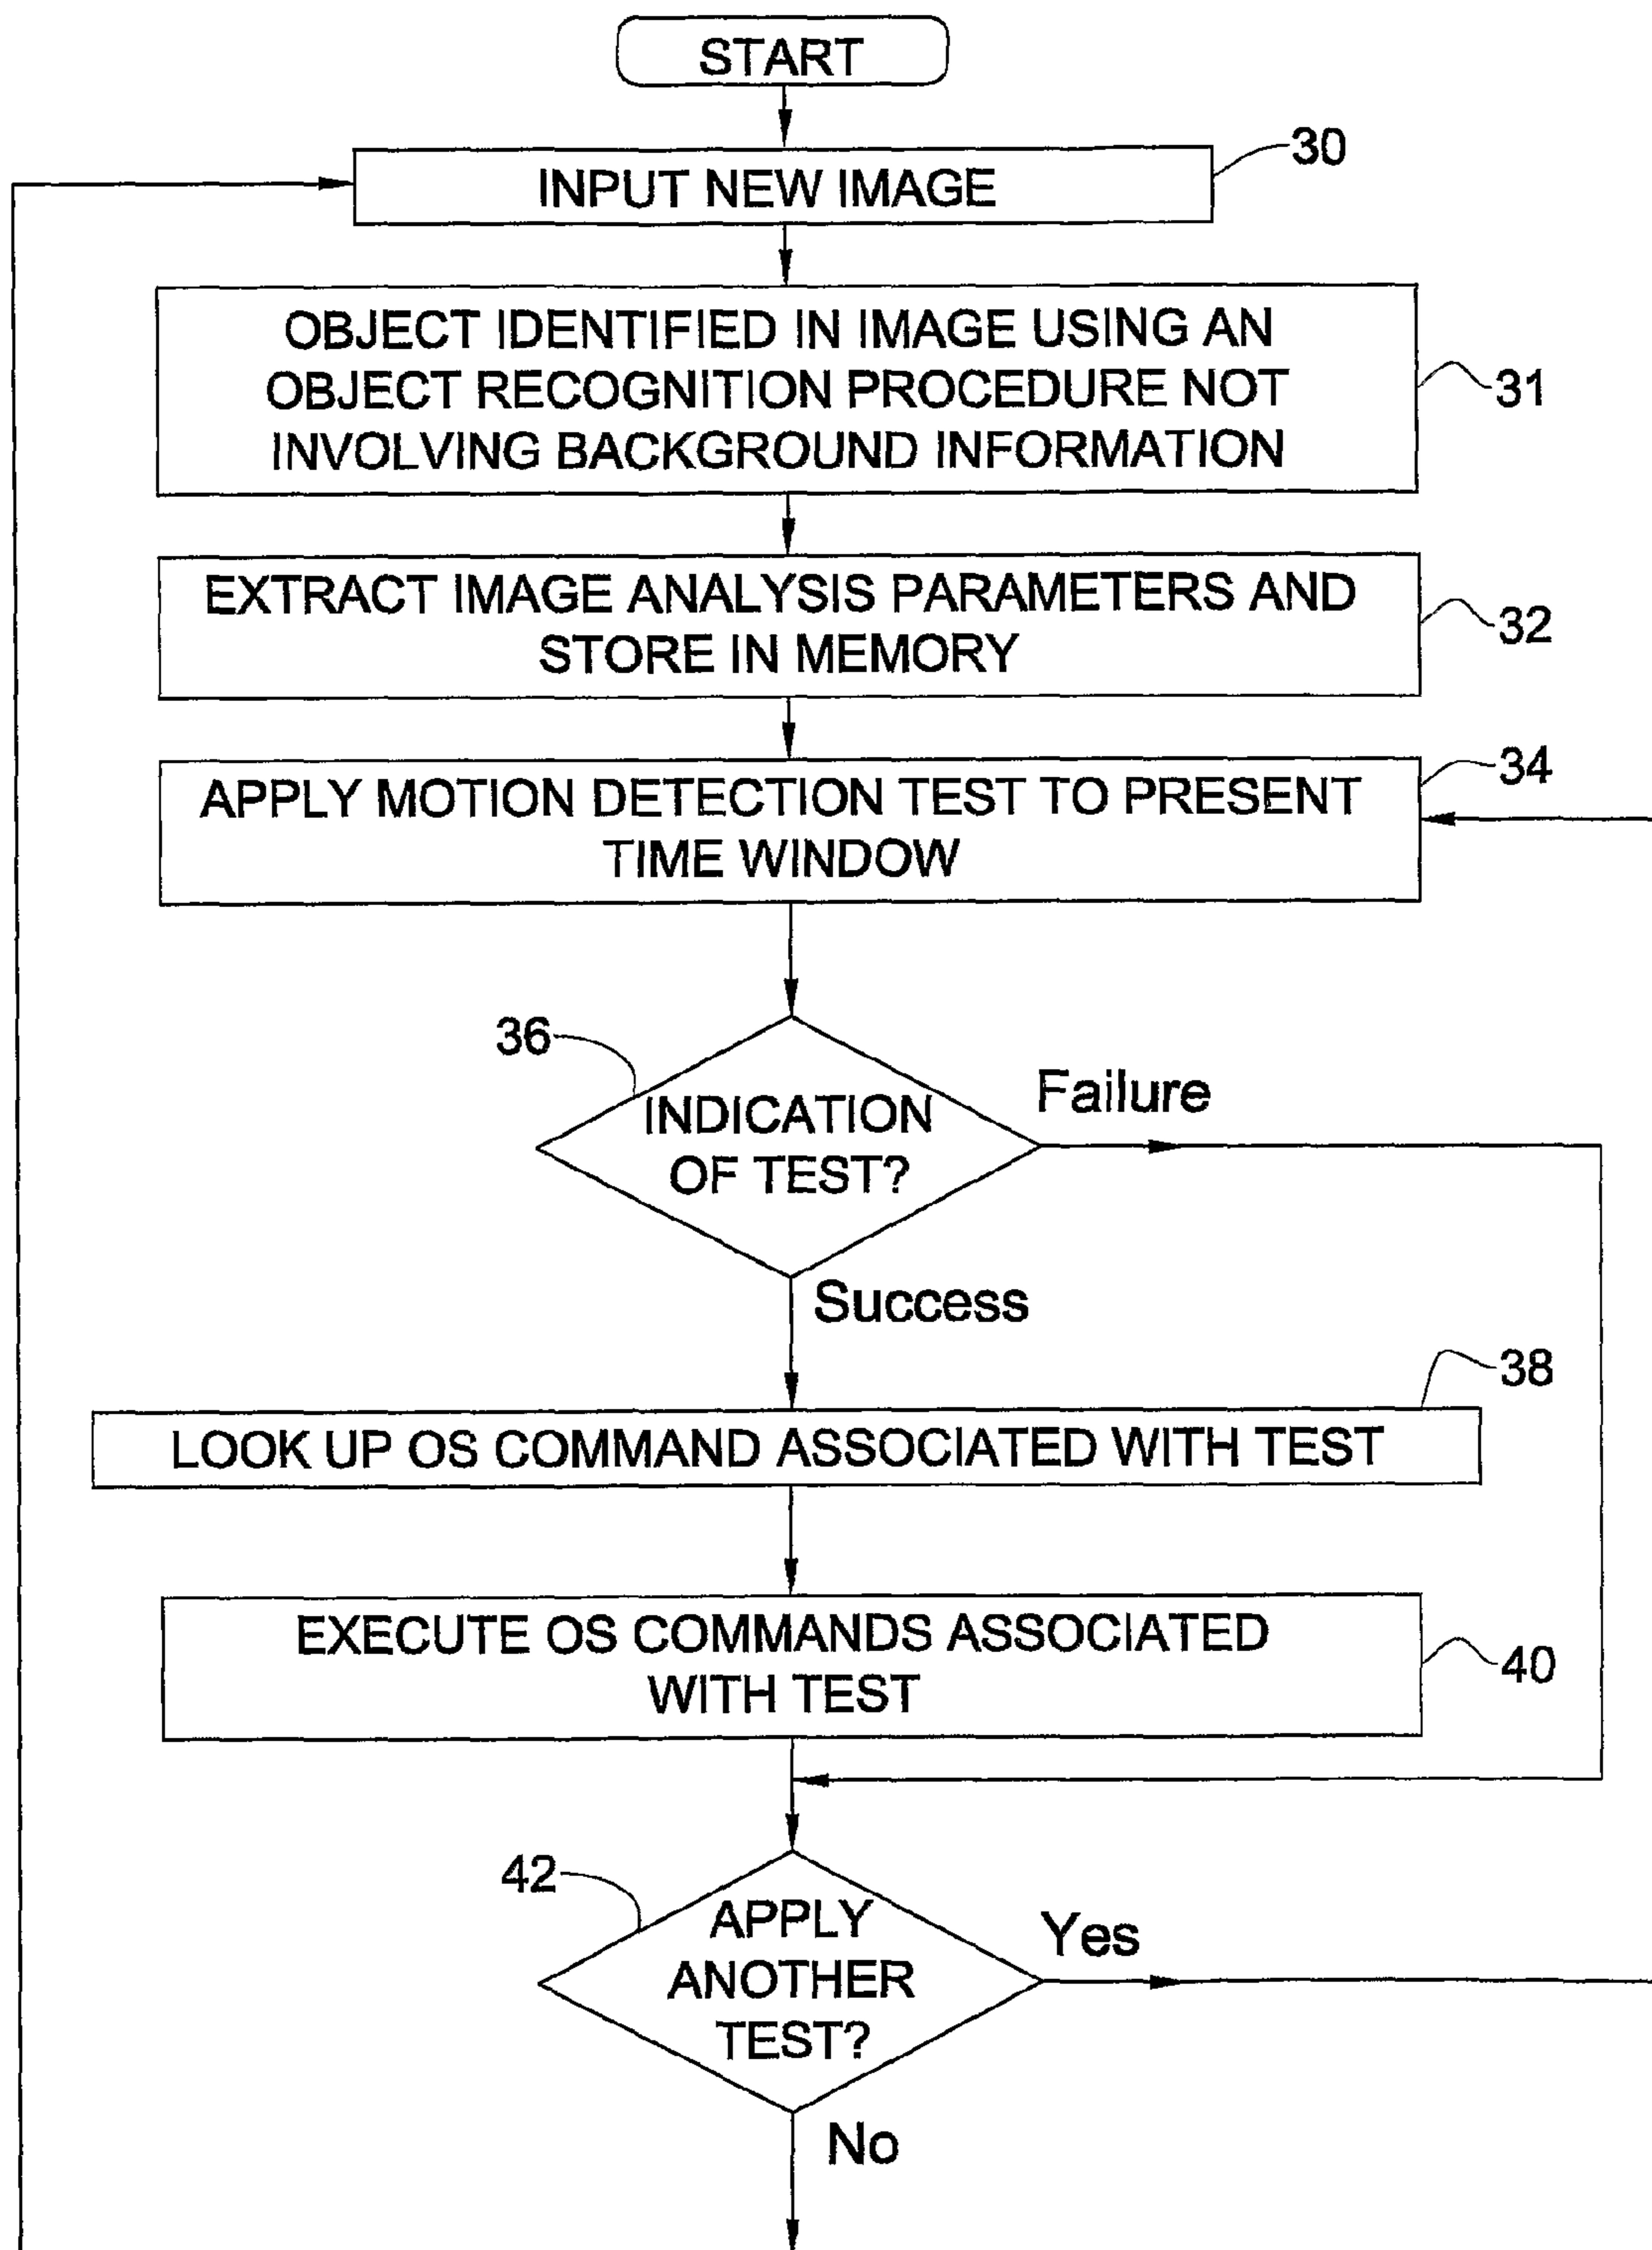 START
INPUT NEW IMAGE
30
OBJECT IDENTIFIED IN IMAGE USING AN
OBJECT RECOGNITION PROCEDURE NOT
INVOLVING BACKGROUND INFORMATION
31
EXTRACT IMAGE ANALYSIS PARAMETERS AND
STORE IN MEMORY
32
APPLY MOTION DETECTION TEST TO PRESENT
TIME WINDOW
34
36
INDICATION
OF TEST?
Failure
Success
38
LOOK UP OS COMMAND ASSOCIATED WITH TEST
EXECUTE OS COMMANDS ASSOCIATED
WITH TEST
40
42
APPLY
ANOTHER
TEST?
Yes
No